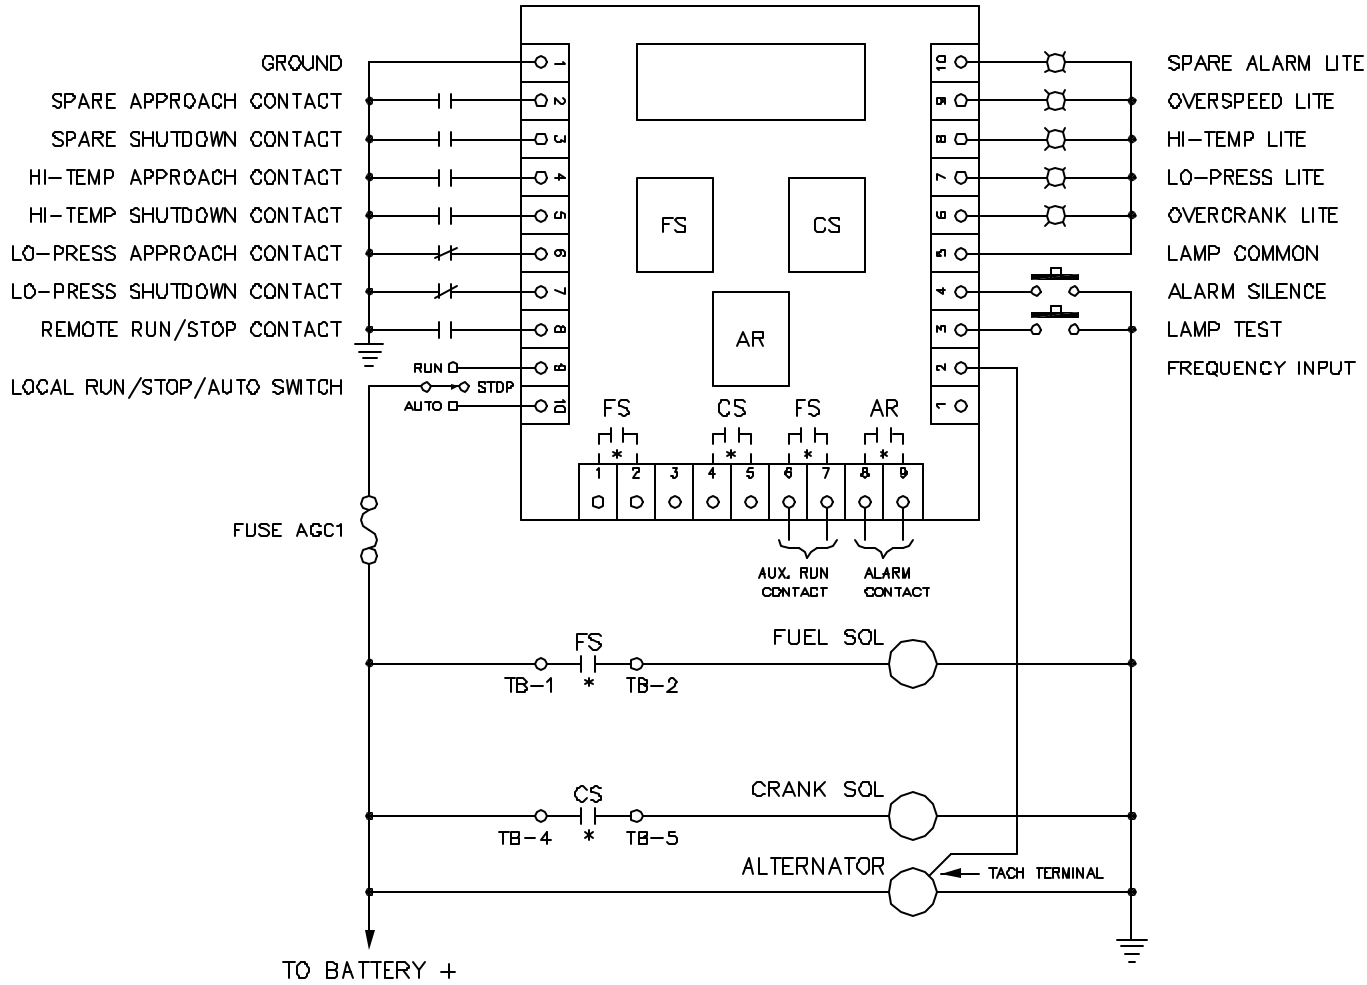 GROUND
SPARE APPROACH CONTACT
SPARE SHUTDOWN CONTACT
HI-TEMP APPROACH CONTACT
HI-TEMP SHUTDOWN CONTACT
LO-PRESS APPROACH CONTACT
LO-PRESS SHUTDOWN CONTACT
REMOTE RUN/STOP CONTACT
LOCAL RUN/STOP/AUTO SWITCH
RUN
STOP
AUTO
1
2
3
4
5
6
7
8
9
10
FS
CS
AR
10
9
8
7
6
5
4
3
2
1
SPARE ALARM LITE
OVERSPEED LITE
HI-TEMP LITE
LO-PRESS LITE
OVERCRANK LITE
LAMP COMMON
ALARM SILENCE
LAMP TEST
FREQUENCY INPUT
FS CS FS AR
* * * *
1 2 3 4 5 6 7 8 9
AUX. RUN
CONTACT
ALARM
CONTACT
FUSE AGC1
FS
*
TB-1
TB-2
FUEL SOL
CS
*
TB-4
TB-5
CRANK SOL
ALTERNATOR
TACH TERMINAL
TO BATTERY +